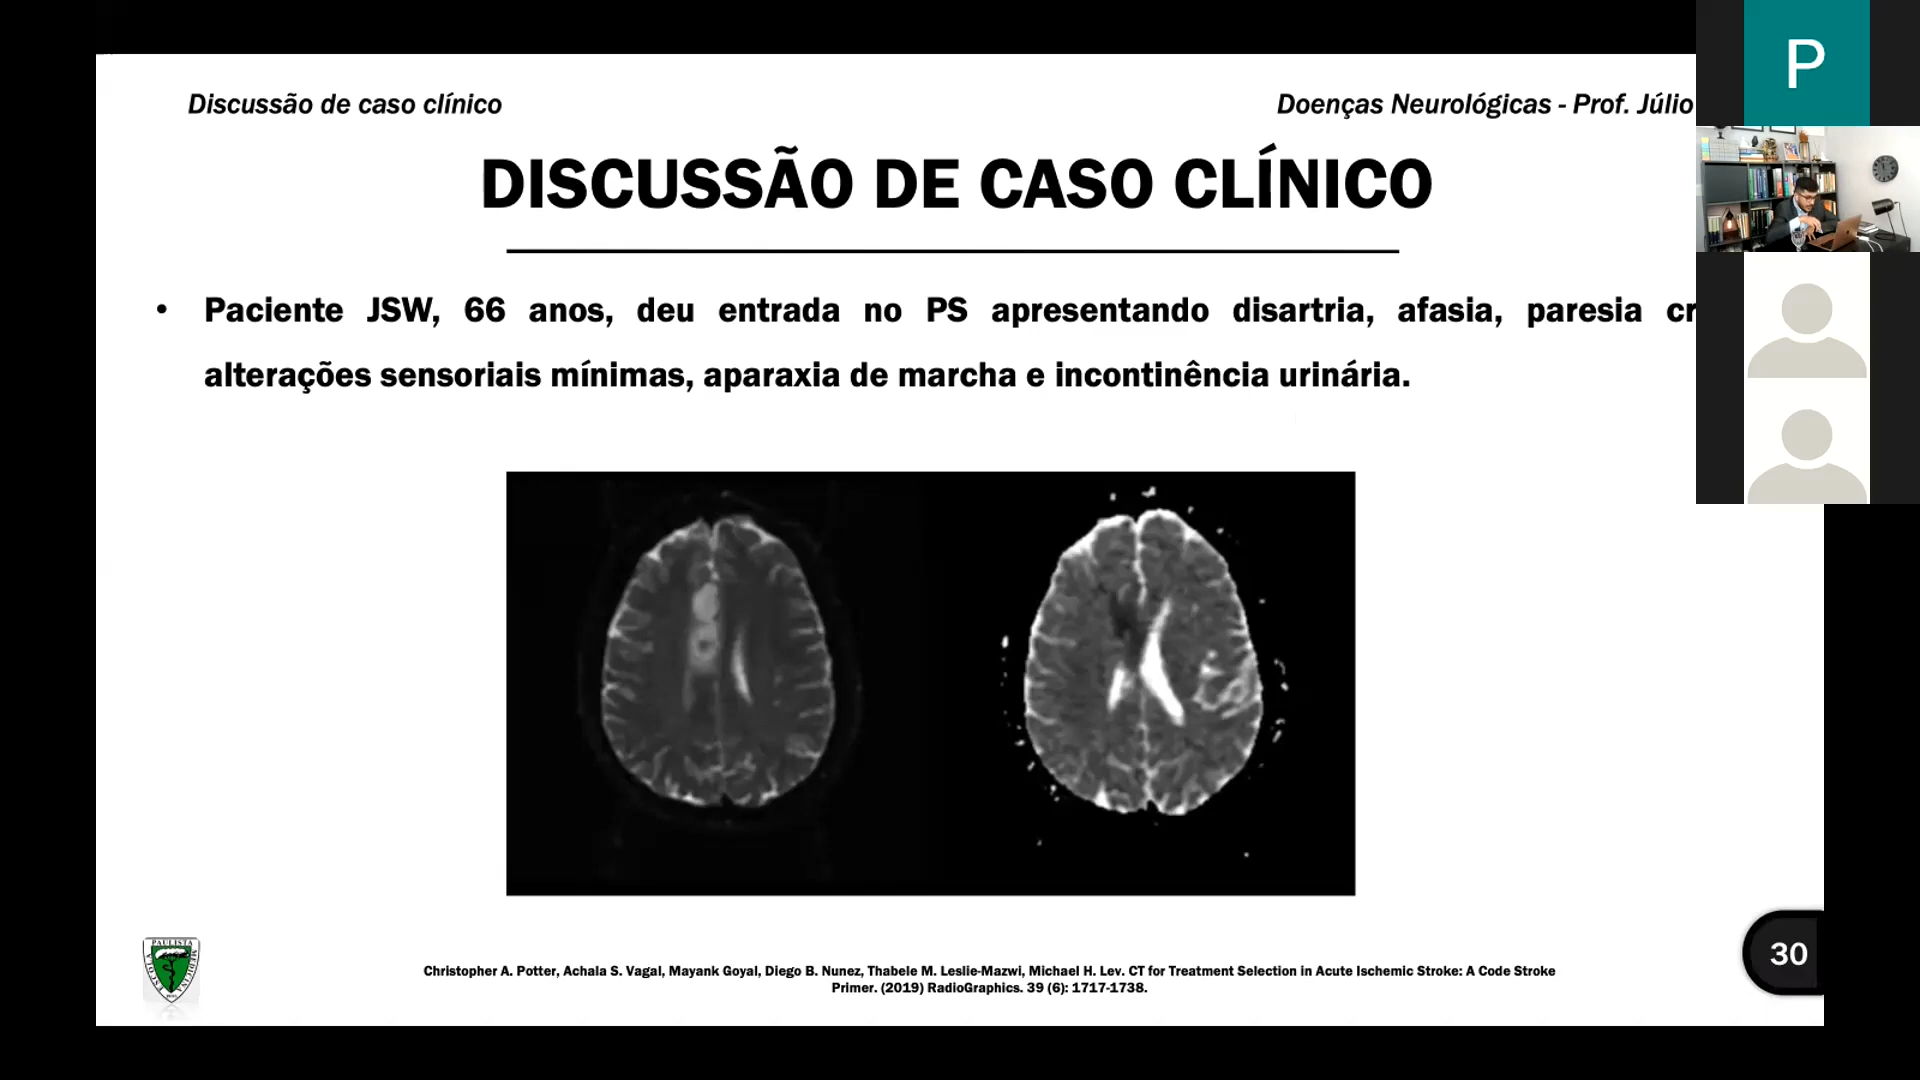 Discussão de caso clínico
Doenças Neurológicas - Prof. Júlio
P
DISCUSSÃO DE CASO CLÍNICO
• Paciente JSW, 66 anos, deu entrada no PS apresentando disartria, afasia, paresia cr
alterações sensoriais mínimas, aparaxia de marcha e incontinência urinária.
PAULISTA
MEDICINA
ESCOLA
30
Christopher A. Potter, Achala S. Vagal, Mayank Goyal, Diego B. Nunez, Thabele M. Leslie-Mazwi, Michael H. Lev. CT for Treatment Selection in Acute Ischemic Stroke: A Code Stroke
Primer. (2019) RadioGraphics. 39 (6): 1717-1738.